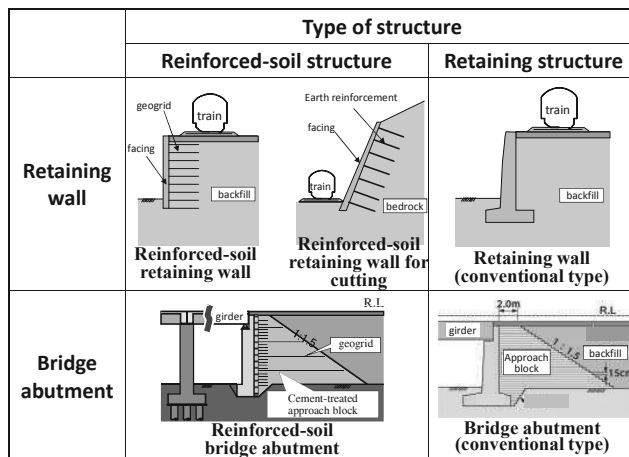 Type of structure
Reinforced-soil structure
Retaining structure
Retaining wall
geogrid
train
facing
backfill
Reinforced-soil
retaining wall
Earth reinforcement
facing
train
bedrock
Reinforced-soil
retaining wall for
cutting
train
backfill
Retaining wall
(conventional type)
Bridge abutment
R.L
girder
1:1.5
geogrid
Cement-treated
approach block
Reinforced-soil
bridge abutment
2.0m
R.L
girder
1:1.5
backfill
Approach
block
15cm
Bridge abutment
(conventional type)